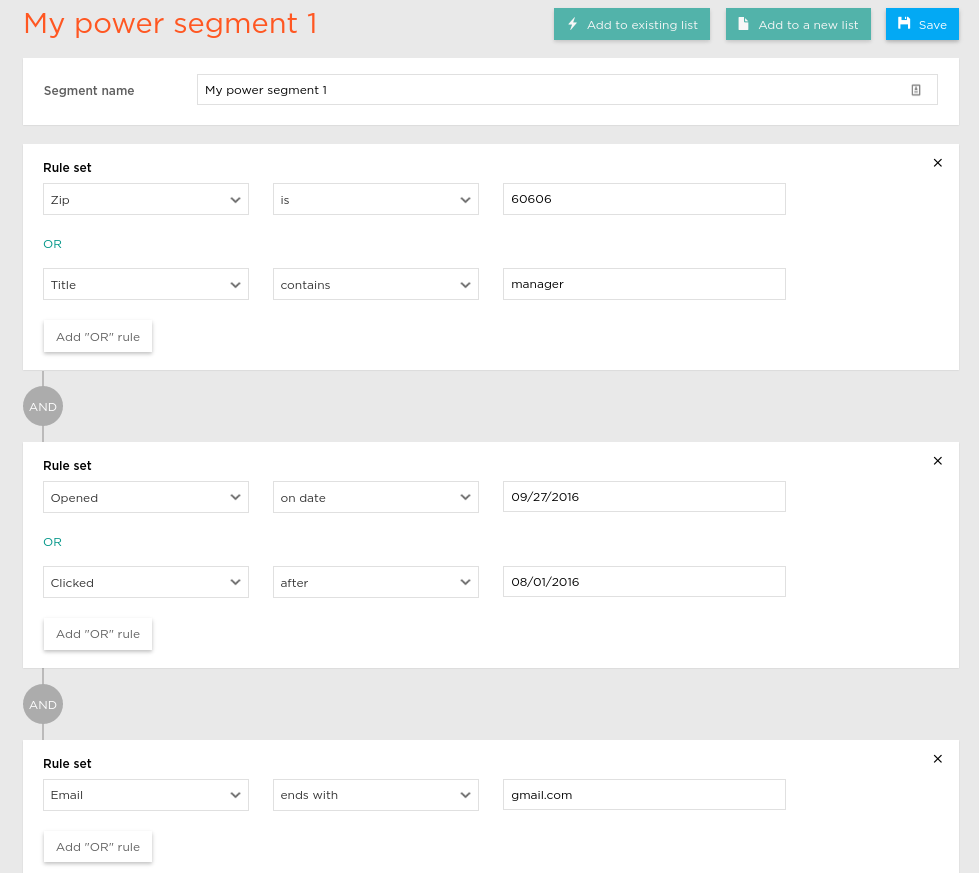 My power segment 1
Add to existing list
Add to a new list
Save
Segment name
My power segment 1
Rule set
Zip is 60606
OR
Title contains manager
Add "OR" rule
AND
Rule set
Opened on date 09/27/2016
OR
Clicked after 08/01/2016
Add "OR" rule
AND
Rule set
Email ends with gmail.com
Add "OR" rule